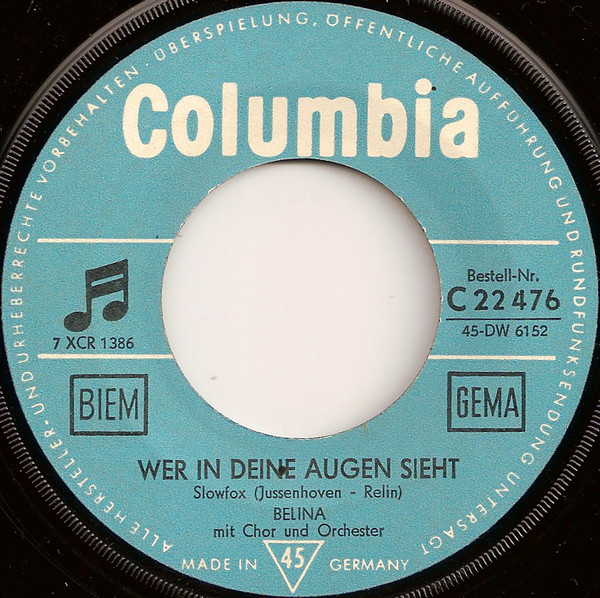 ALLE HERSTELLER- UND URHEBERRECHTE VORBEHALTEN · ÜBERSPIELUNG, ÖFFENTLICHE AUFFÜHRUNG UND RUNDFUNKSENDUNG UNTERSAGT
Columbia
Bestell-Nr.
C 22 476
7 XCR 1386
45-DW 6152
BIEM
GEMA
WER IN DEINE AUGEN SIEHT
Slowfox (Jussenhoven - Relin)
BELINA
mit Chor und Orchester
MADE IN 45 GERMANY